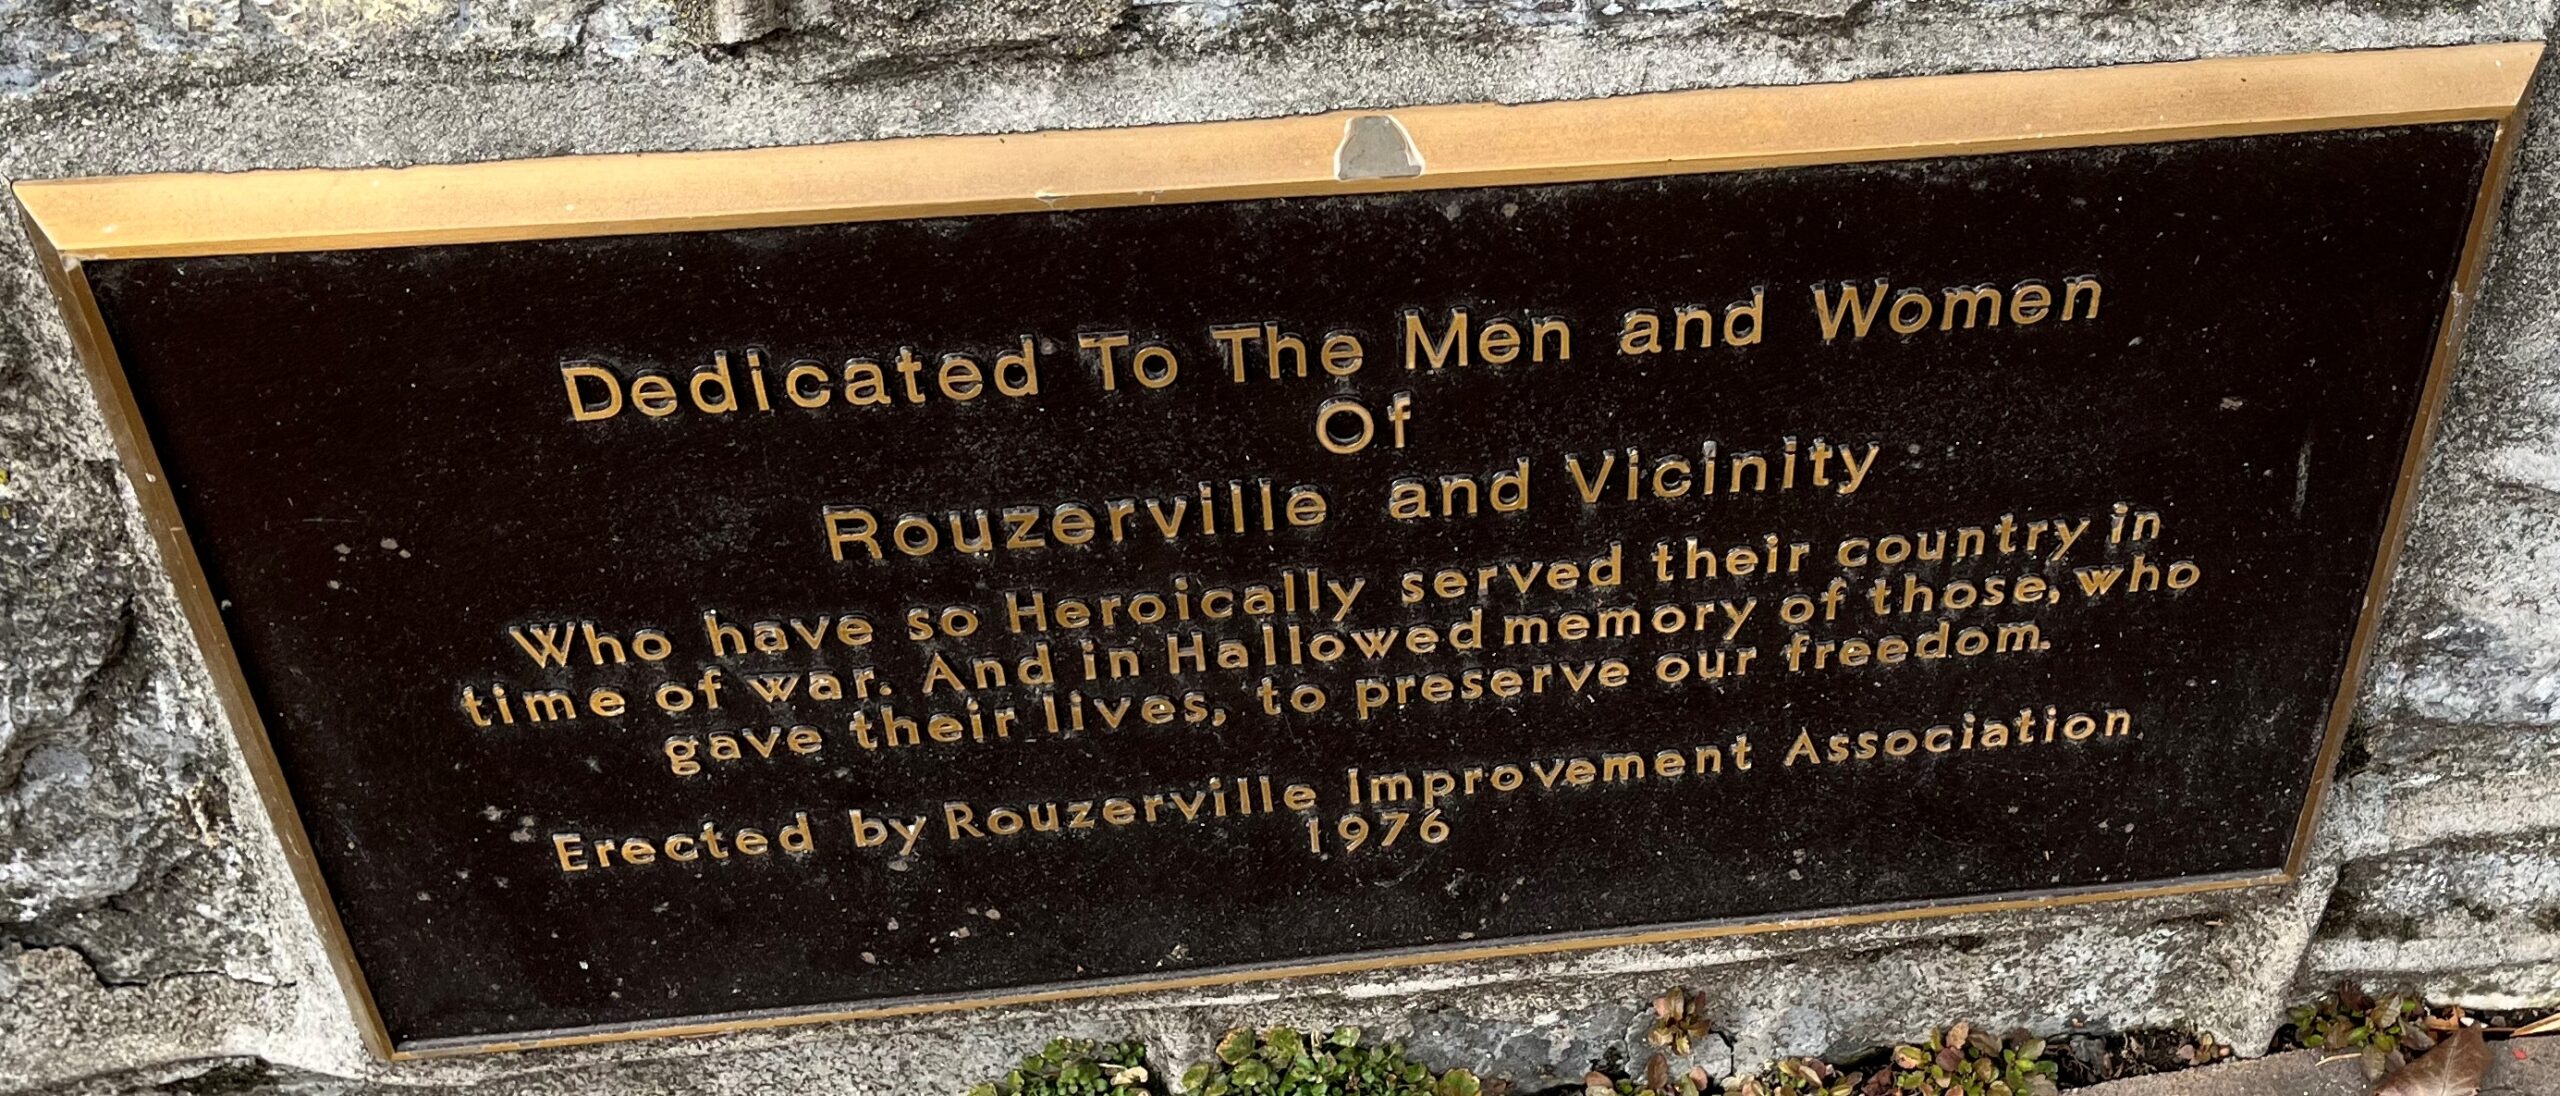 Dedicated To The Men and Women
Of
Rouzerville and Vicinity
Who have so Heroically served their country in
time of war. And in Hallowed memory of those, who
gave their lives, to preserve our freedom.
Erected by Rouzerville Improvement Association
1976